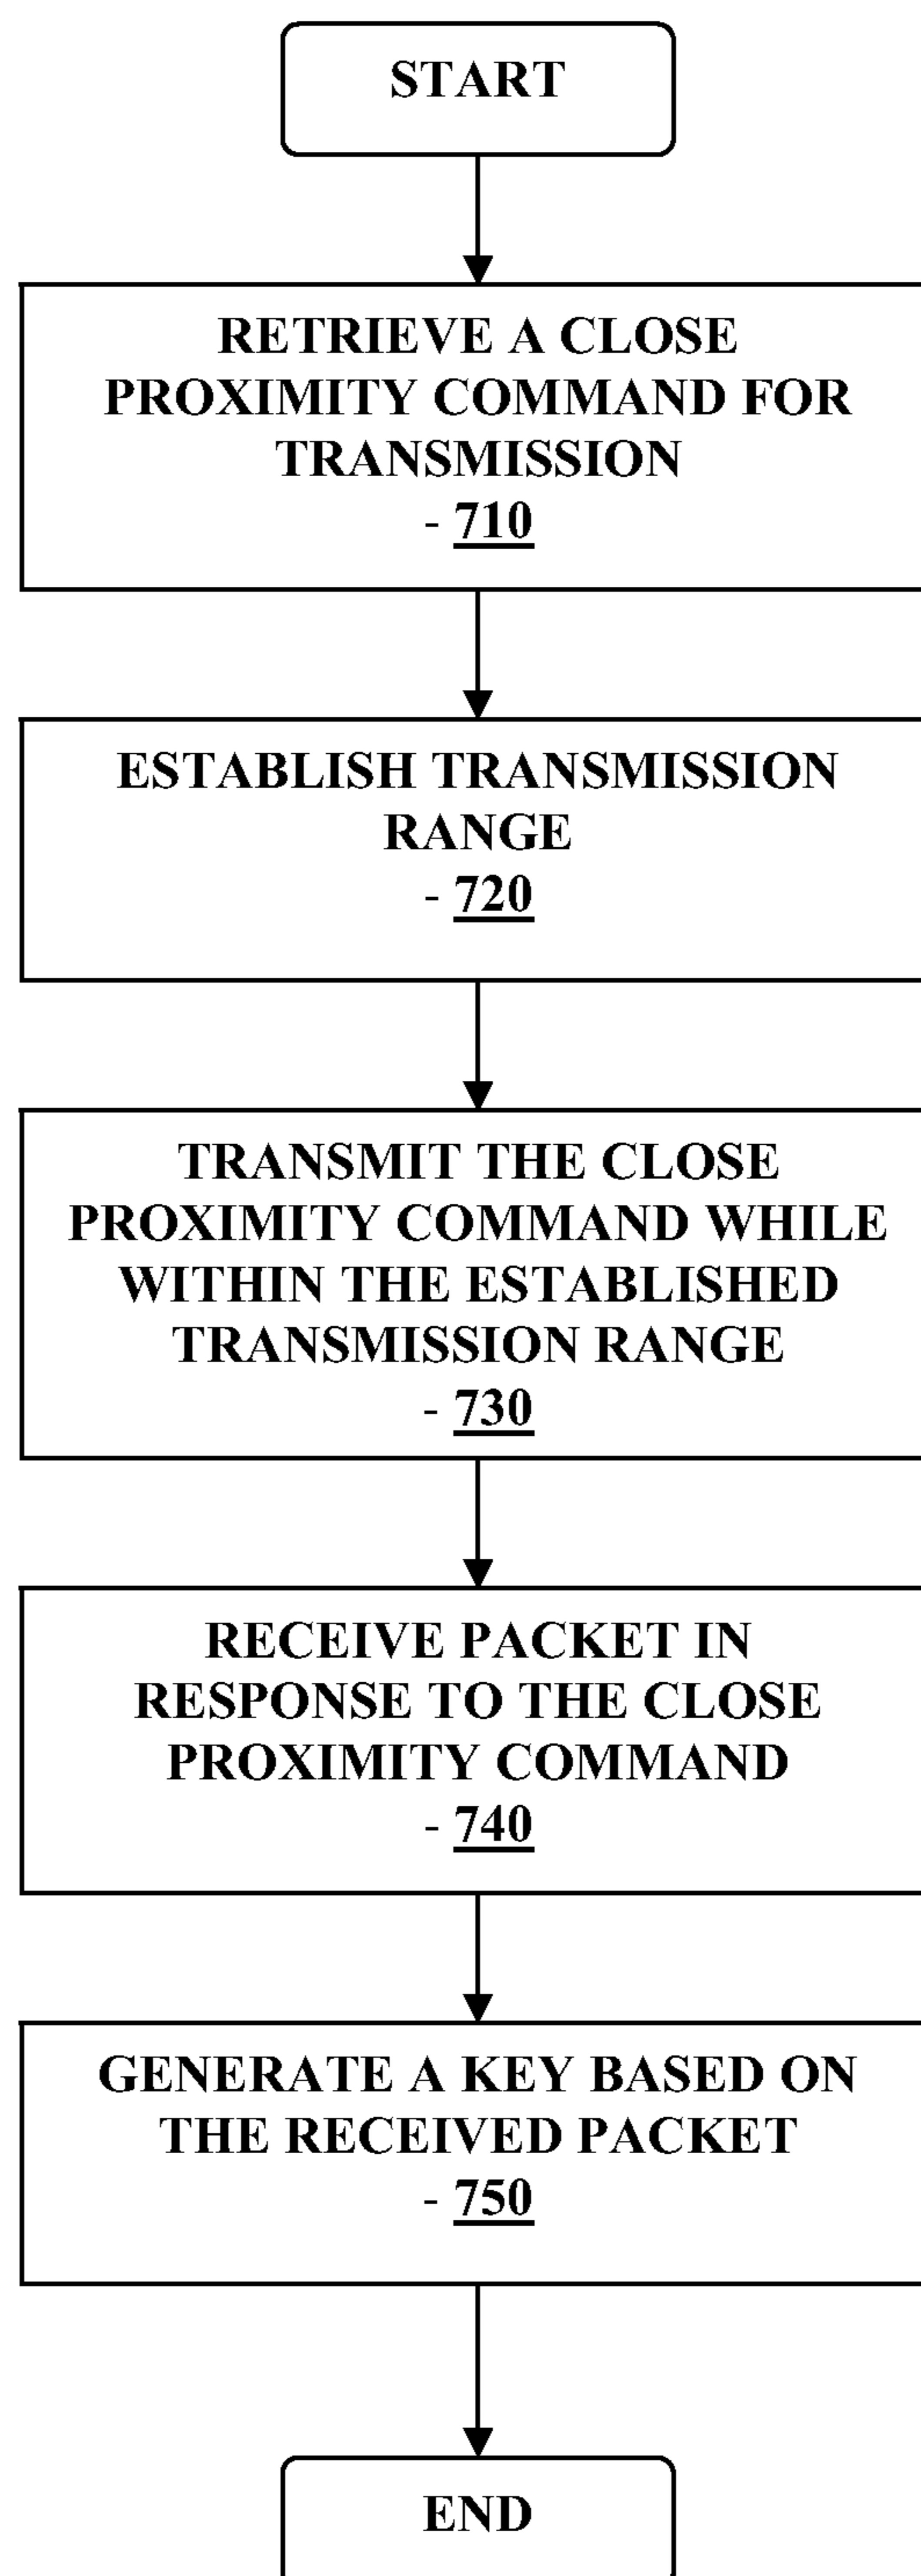 START
RETRIEVE A CLOSE
PROXIMITY COMMAND FOR
TRANSMISSION
- 710
ESTABLISH TRANSMISSION
RANGE
- 720
TRANSMIT THE CLOSE
PROXIMITY COMMAND WHILE
WITHIN THE ESTABLISHED
TRANSMISSION RANGE
- 730
RECEIVE PACKET IN
RESPONSE TO THE CLOSE
PROXIMITY COMMAND
- 740
GENERATE A KEY BASED ON
THE RECEIVED PACKET
- 750
END